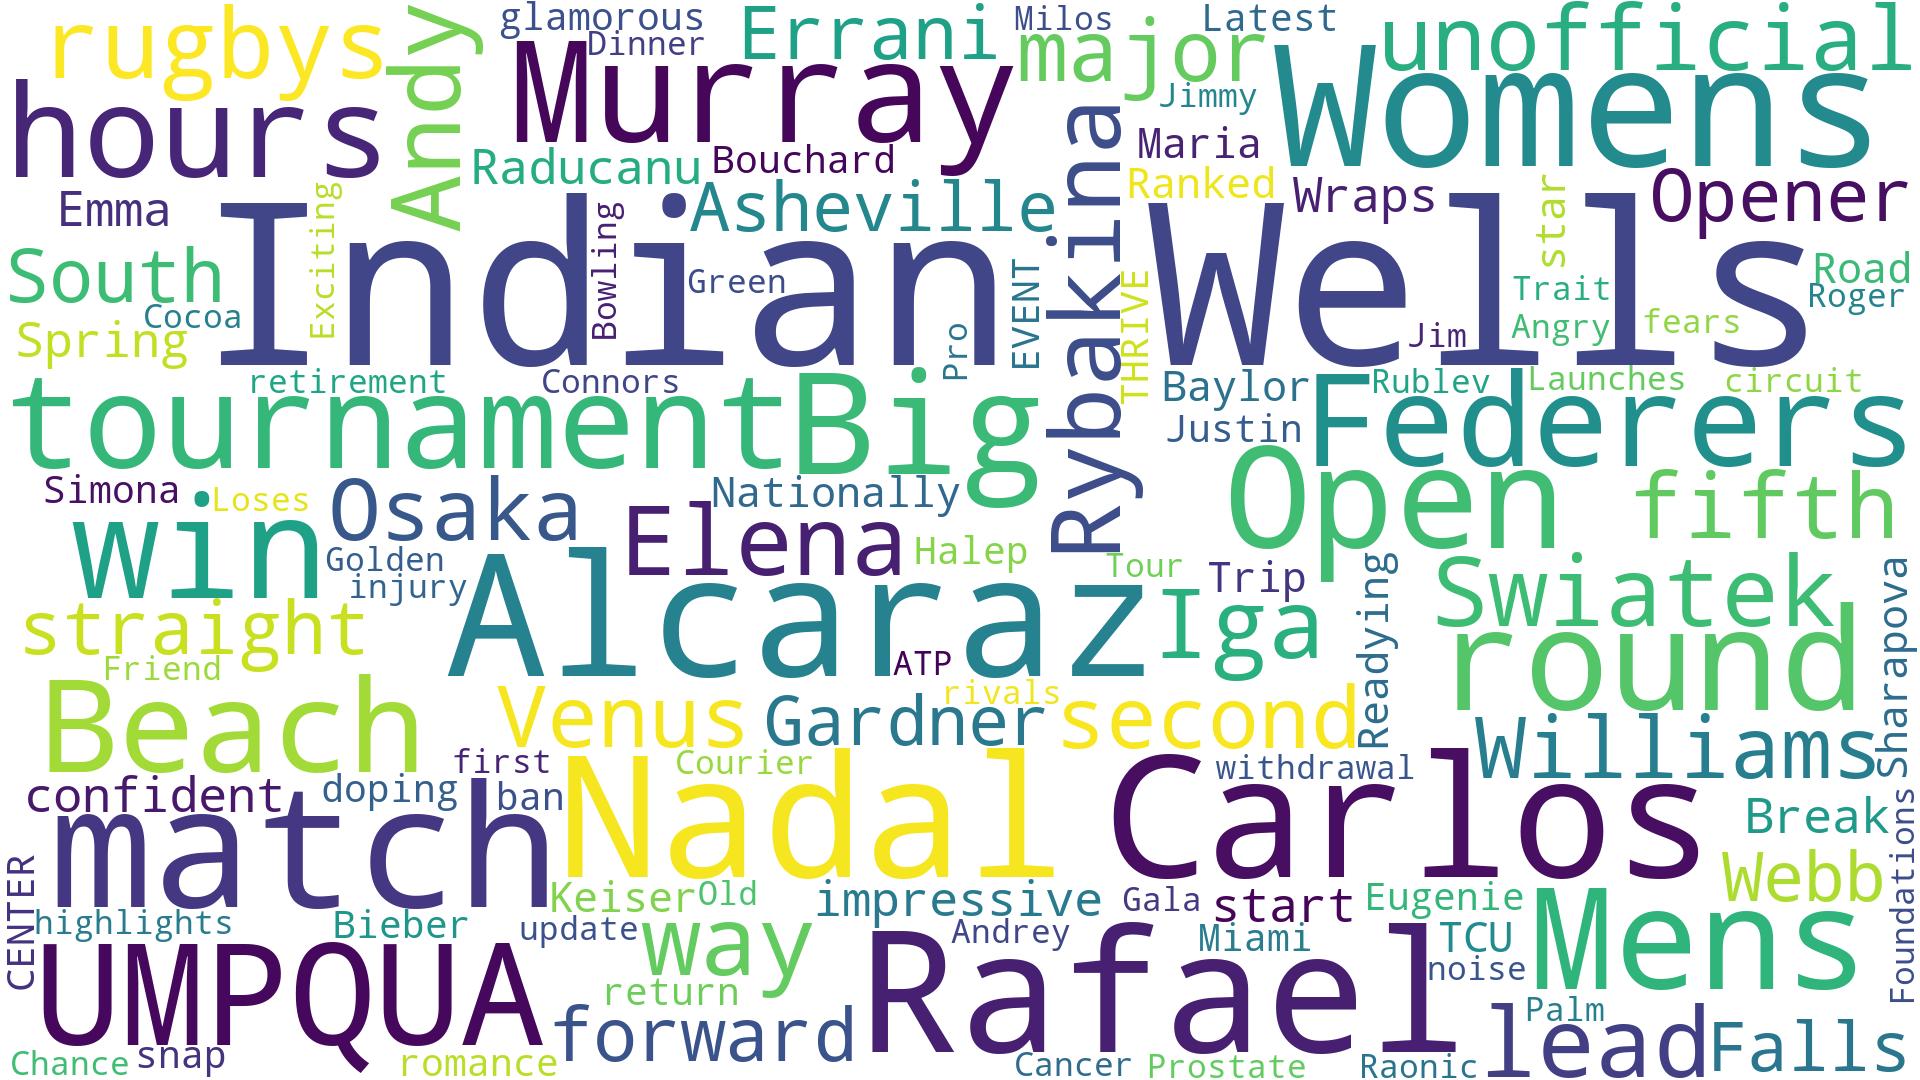 rugbys
Andy
glamorous
Dinner
Errani
Milos
Latest
major
unofficial
hours
Murray
Jimmy
Womens
Raducanu
Bouchard
Maria
Rybakina
Ranked
Wraps
star
Opener
Emma
Exciting
Indian
Bowling
Asheville
Wells
South
Cocoa
Green
EVENT
THRIVE
Trait
Road
Roger
Spring
Pro
Jim
Angry
fears
retirement
Connors
Baylor
Rublev
Launches
circuit
tournament
Big
Justin
Federers
Simona
Loses
Osaka
Nationally
Open
fifth
win
Elena
Golden
injury
Halep
Tour
Trip
Readying
Swiatek
Sharapova
straight
Alcaraz
Iga
round
Friend
ATP
Beach
Venus
Gardner
rivals
second
Williams
first
Courier
withdrawal
confident
doping
ban
Nadal
Carlos
Break
match
Foundations
CENTER
Keiser
Old
impressive
Gala
start
Eugenie
Webb
highlights
Bieber
update
way
Andrey
Miami
TCU
Mens
UMPQUA
Rafael
noise
return
forward
Palm
lead
Falls
Chance
snap
romance
Cancer
Prostate
Raonic